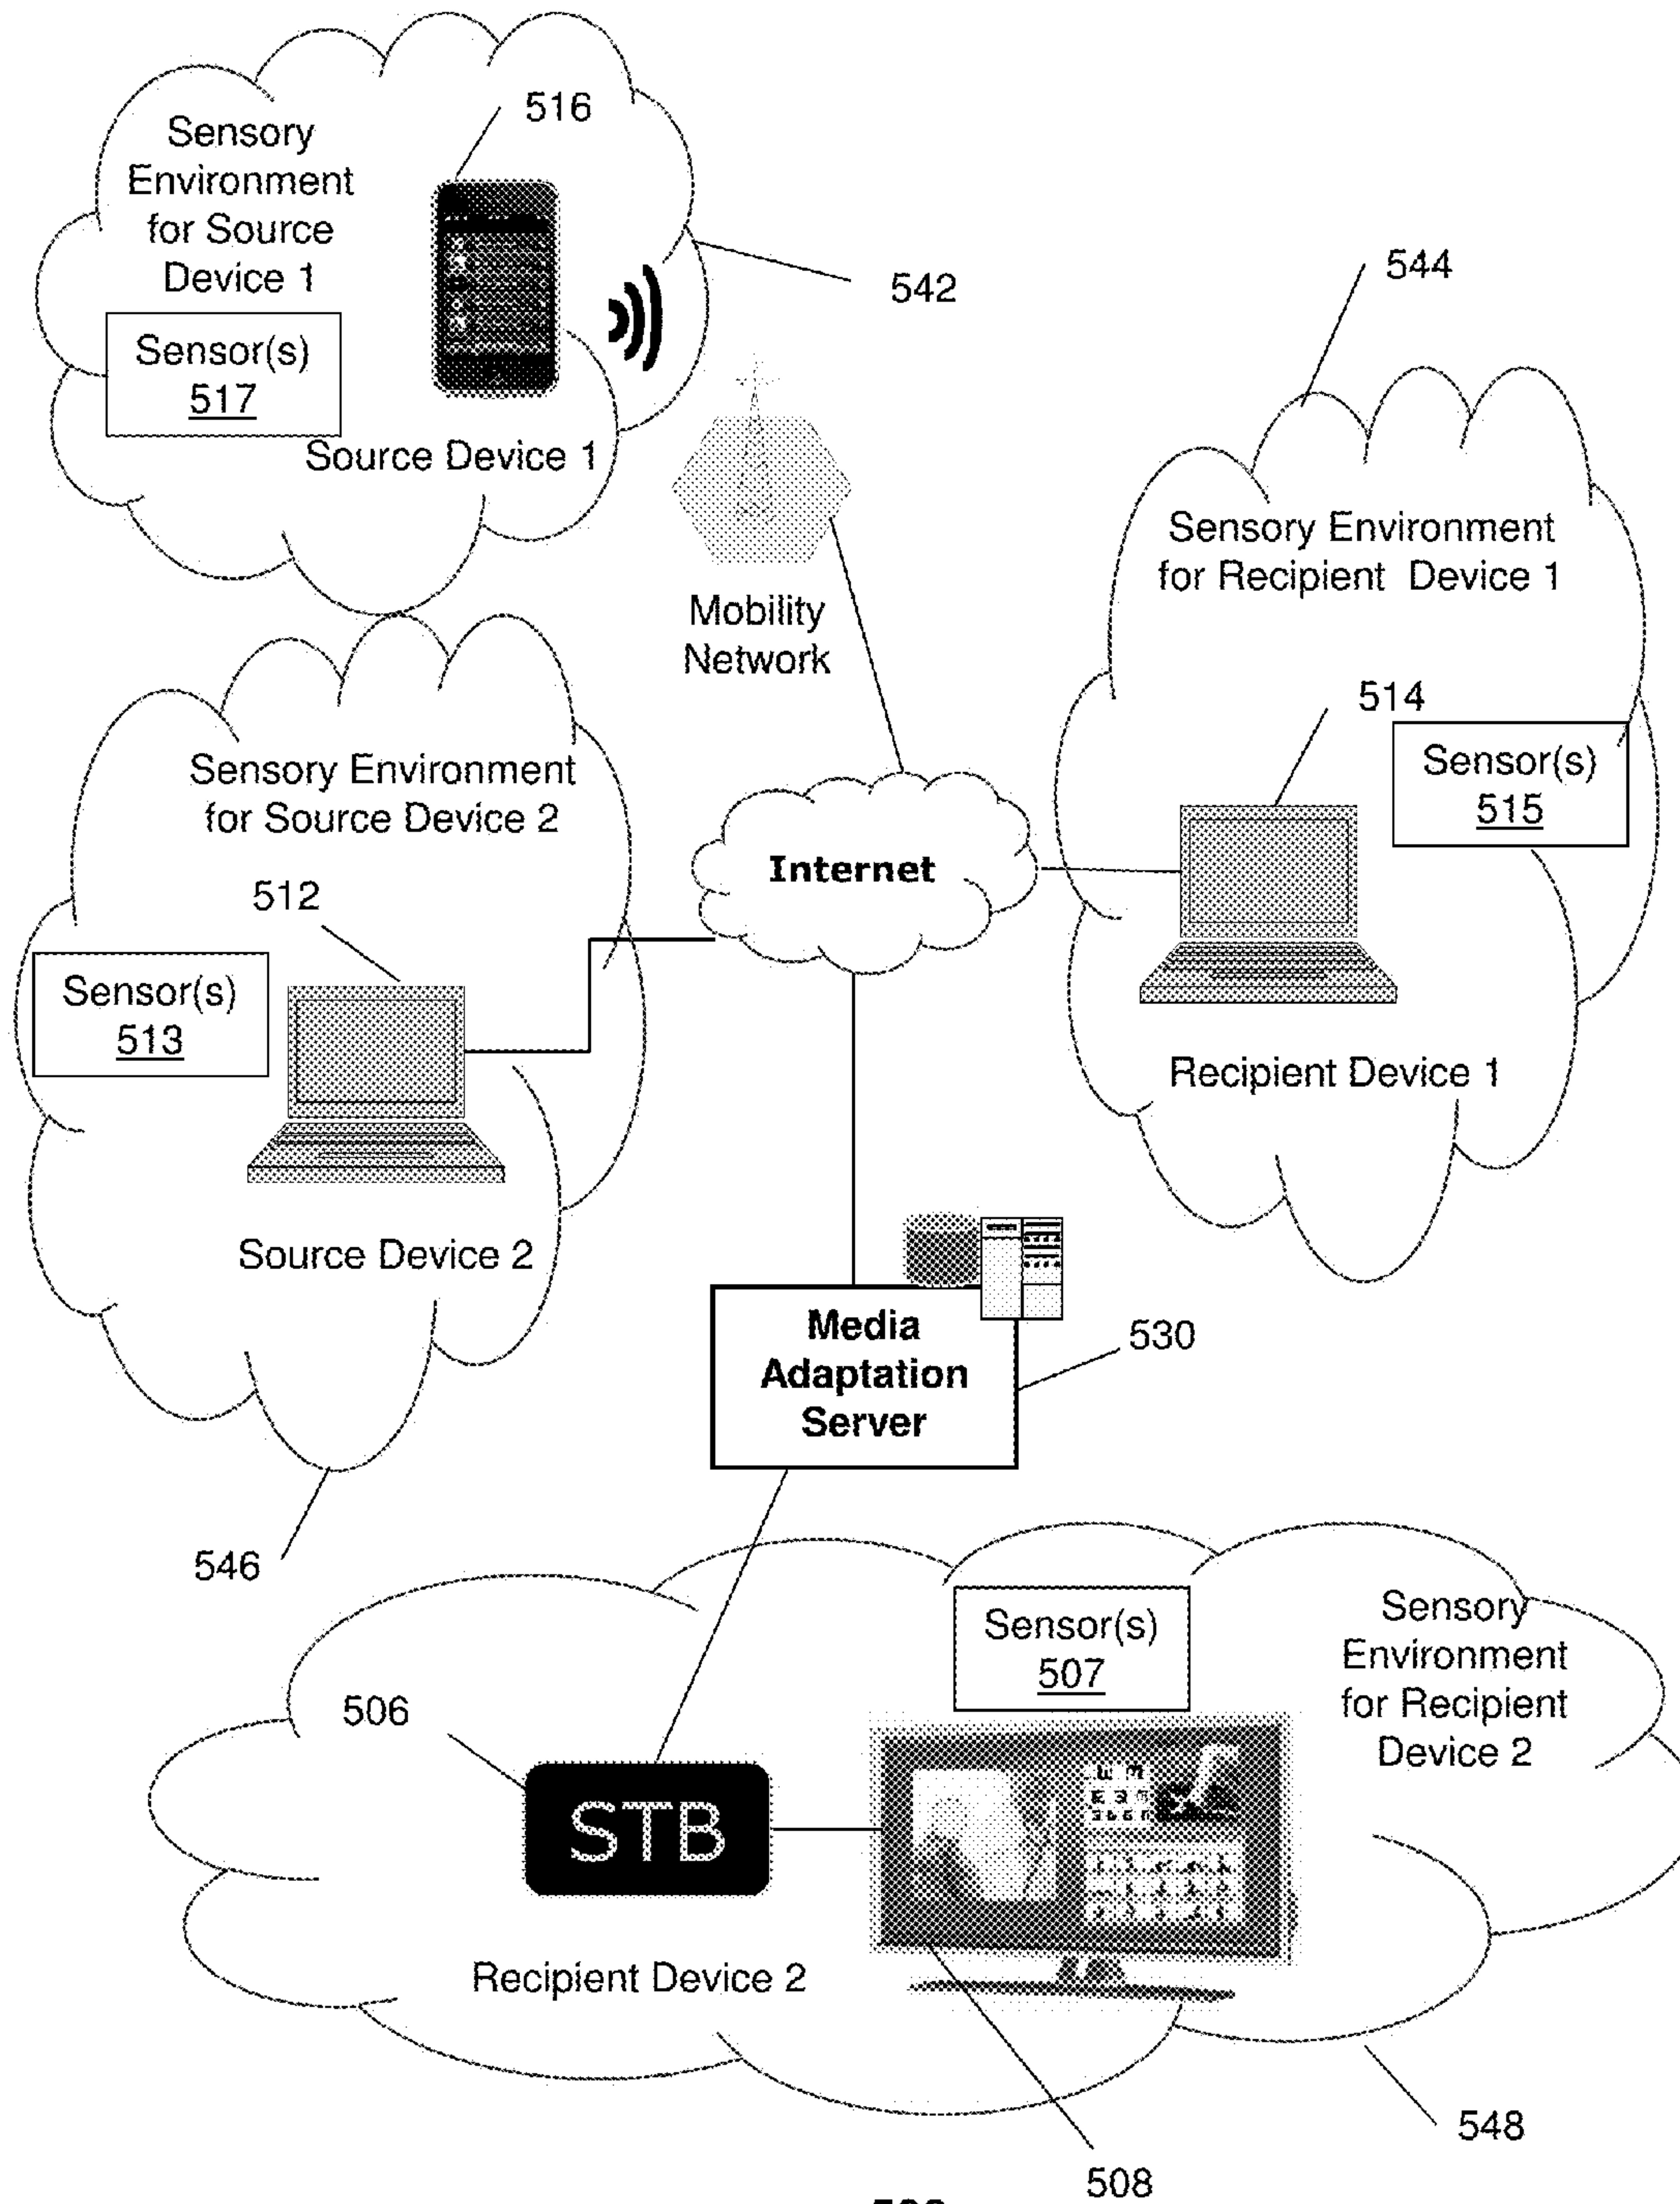 516
Sensory
Environment
for Source
Device 1
542
544
Sensor(s)
517
Source Device 1
Sensory Environment
for Recipient Device 1
Mobility
Network
514
Sensor(s)
515
Sensory Environment
for Source Device 2
Internet
512
Sensor(s)
513
Recipient Device 1
Source Device 2
Media
Adaptation
Server
530
546
Sensor(s)
507
Sensory
Environment
for Recipient
Device 2
506
STB
Recipient Device 2
548
508